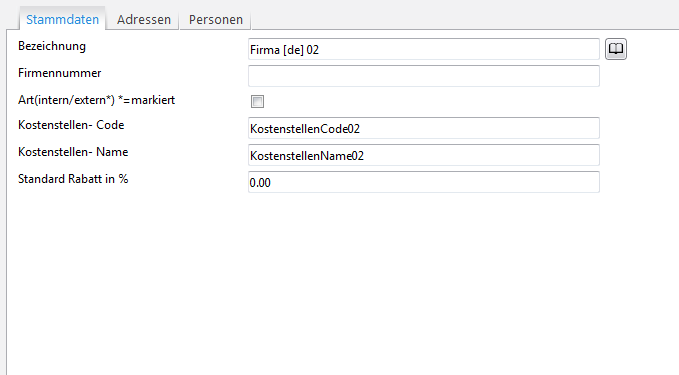 Stammdaten Adressen Personen
Bezeichnung Firma [de] 02
Firmennummer
Art(intern/extern*) *=markiert
Kostenstellen- Code KostenstellenCode02
Kostenstellen- Name KostenstellenName02
Standard Rabatt in % 0.00